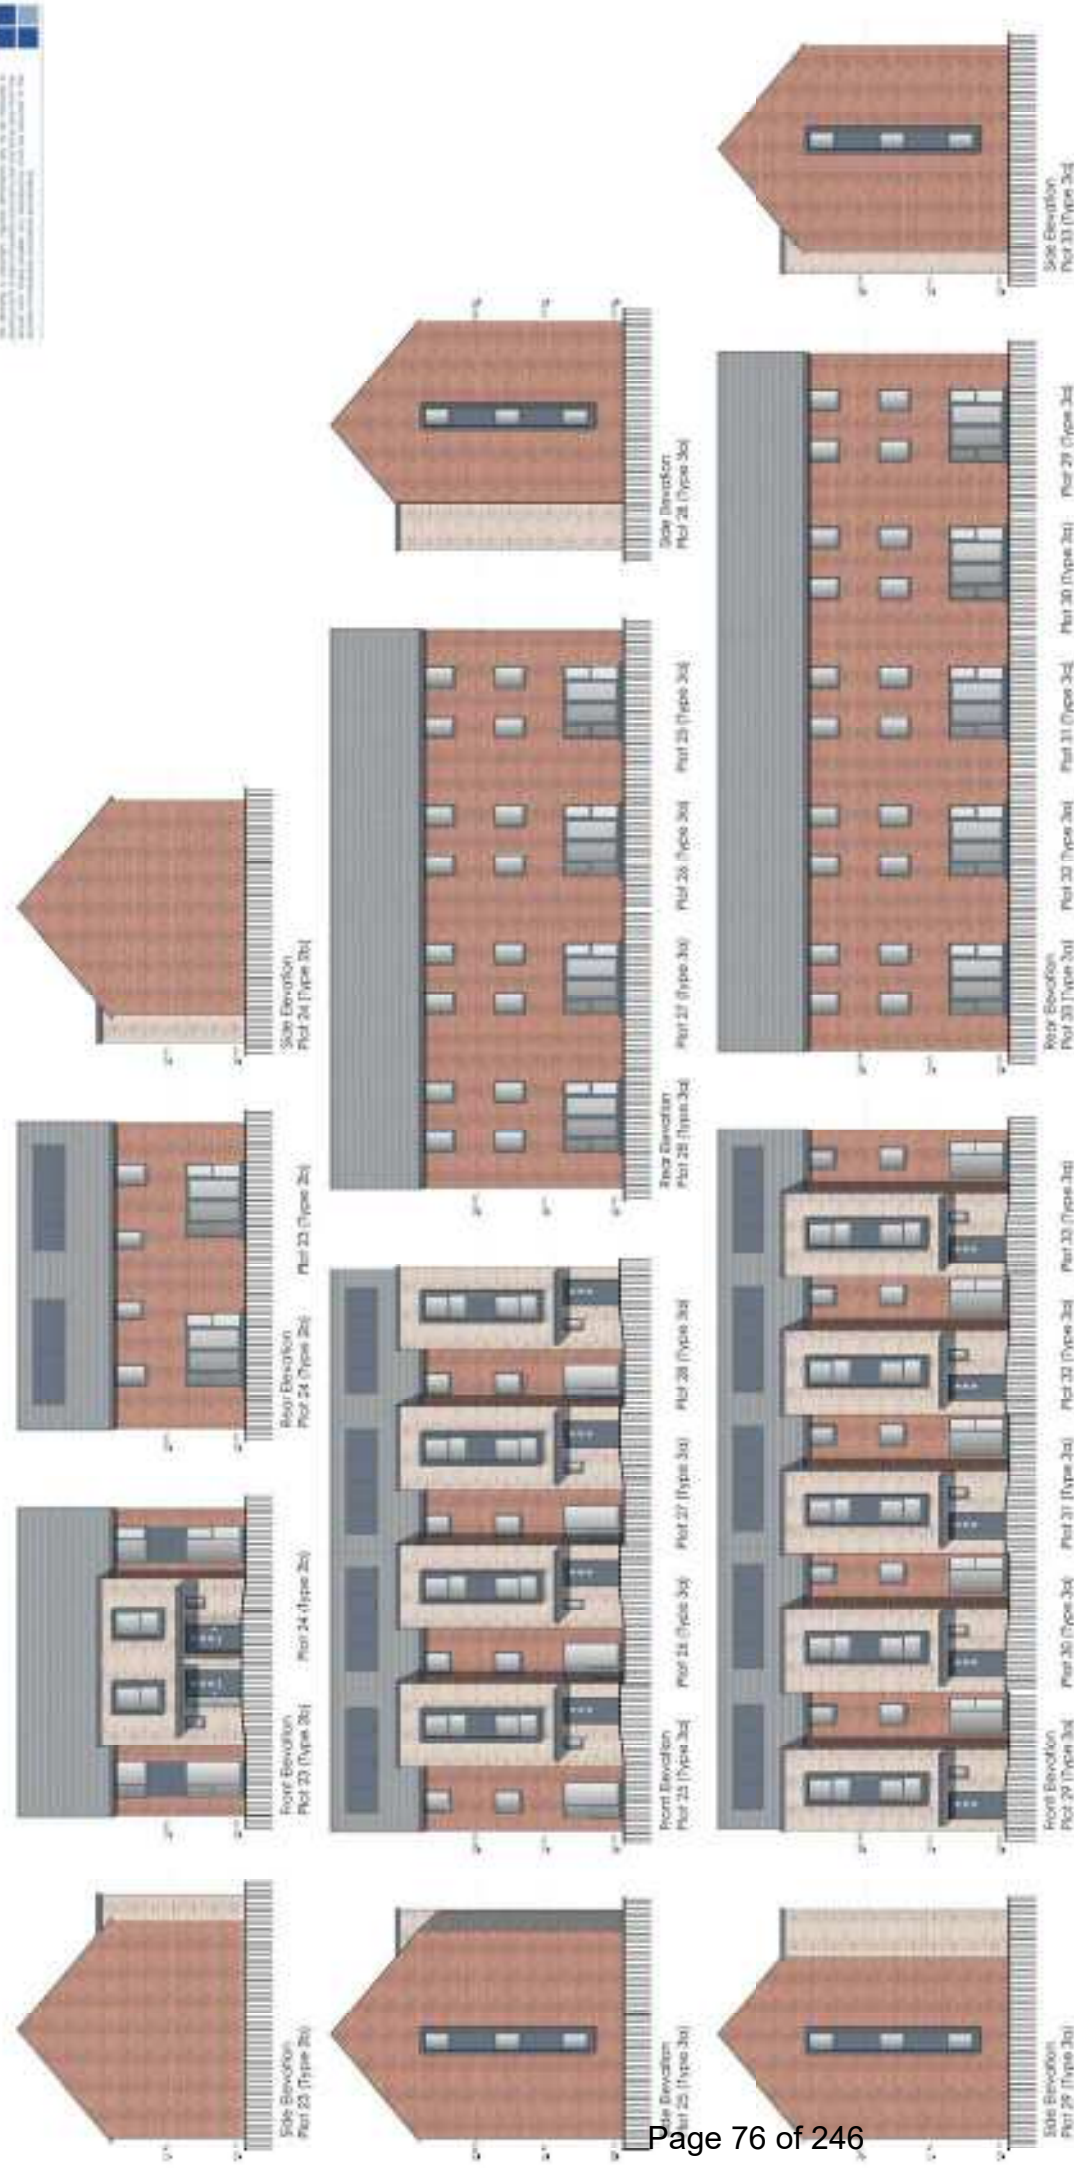 Side Elevation
Plot 23 (Type 2b)
Front Elevation
Plot 23 (Type 2b)
Plot 24 (Type 2b)
Rear Elevation
Plot 24 (Type 2b)
Plot 23 (Type 2b)
Side Elevation
Plot 24 (Type 2b)
Side Elevation
Plot 25 (Type 3a)
Front Elevation
Plot 25 (Type 3a)
Plot 26 (Type 3a)
Plot 27 (Type 3a)
Plot 28 (Type 3a)
Rear Elevation
Plot 28 (Type 3a)
Plot 27 (Type 3a)
Plot 26 (Type 3a)
Plot 25 (Type 3a)
Side Elevation
Plot 28 (Type 3a)
Side Elevation
Plot 29 (Type 3a)
Front Elevation
Plot 29 (Type 3a)
Plot 30 (Type 3a)
Plot 31 (Type 3a)
Plot 32 (Type 3a)
Plot 33 (Type 3a)
Rear Elevation
Plot 33 (Type 3a)
Plot 32 (Type 3a)
Plot 31 (Type 3a)
Plot 30 (Type 3a)
Plot 29 (Type 3a)
Side Elevation
Plot 33 (Type 3a)
Page 76 of 246